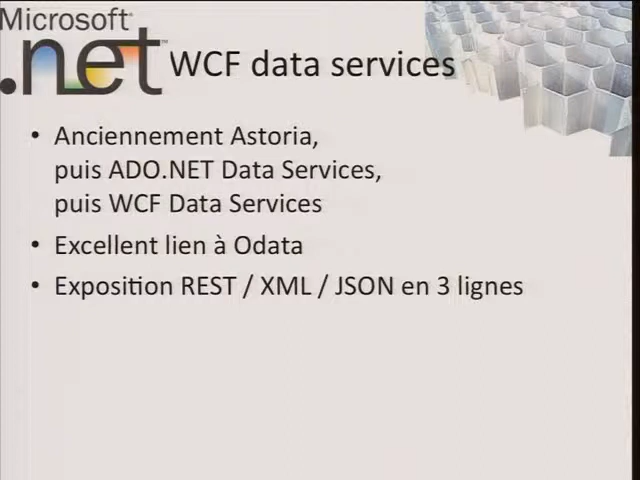 Microsoft
.net
WCF data services
• Anciennement Astoria,
puis ADO.NET Data Services,
puis WCF Data Services
• Excellent lien à Odata
• Exposition REST / XML / JSON en 3 lignes